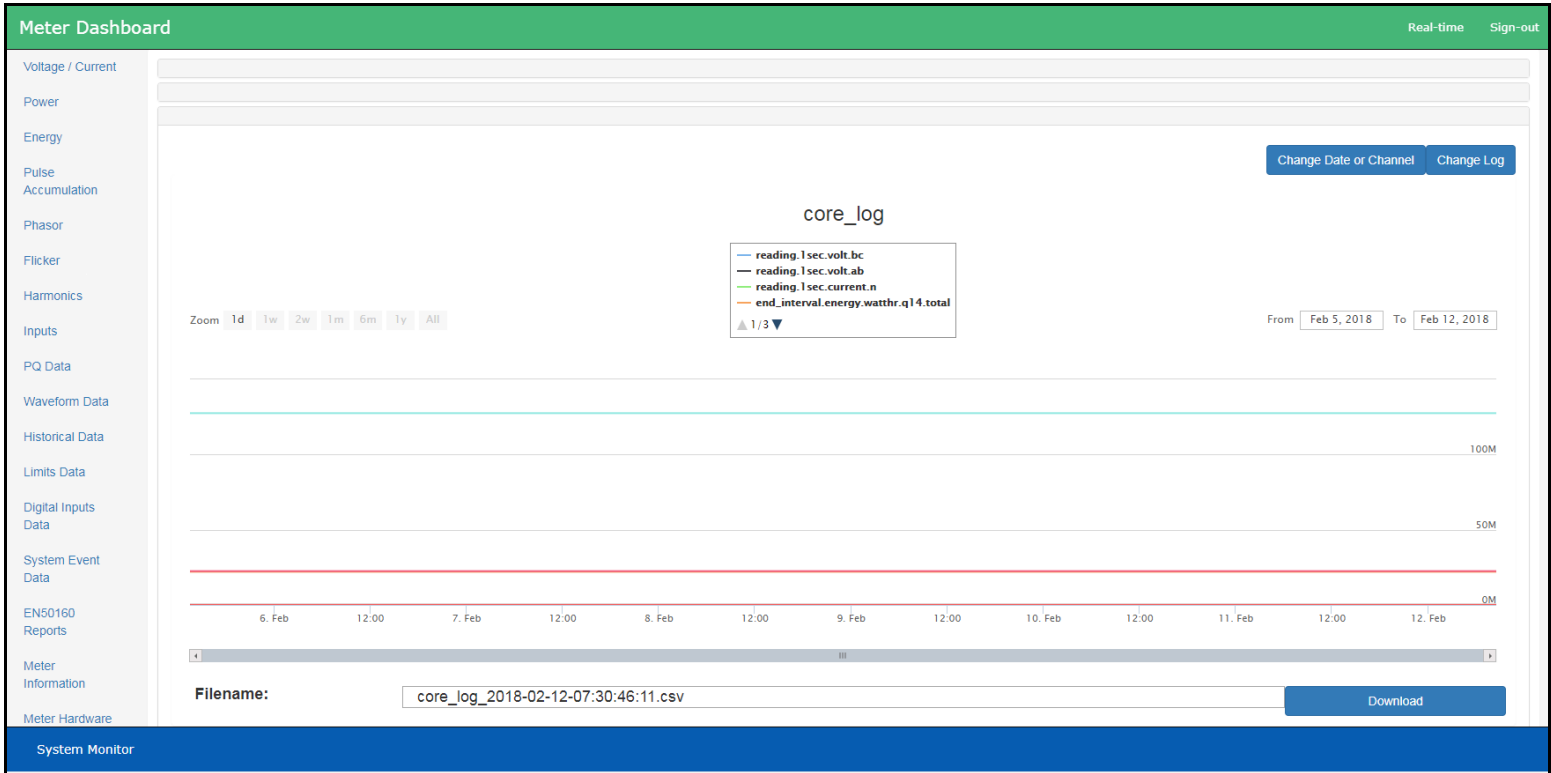 Meter Dashboard
Real-time
Sign-out
Voltage / Current
Power
Energy
Pulse
Accumulation
Phasor
Flicker
Harmonics
Inputs
PQ Data
Waveform Data
Historical Data
Limits Data
Digital Inputs
Data
System Event
Data
EN50160
Reports
Meter
Information
Meter Hardware
Change Date or Channel
Change Log
core_log
reading.1sec.volt.bc
reading.1sec.volt.ab
reading.1sec.current.n
end_interval.energy.watthr.q14.total
1/3
Zoom 1d 1w 2w 1m 6m 1y All
From Feb 5, 2018 To Feb 12, 2018
100M
50M
0M
6. Feb 12:00 7. Feb 12:00 8. Feb 12:00 9. Feb 12:00 10. Feb 12:00 11. Feb 12:00 12. Feb
Filename: core_log_2018-02-12-07:30:46:11.csv Download
System Monitor